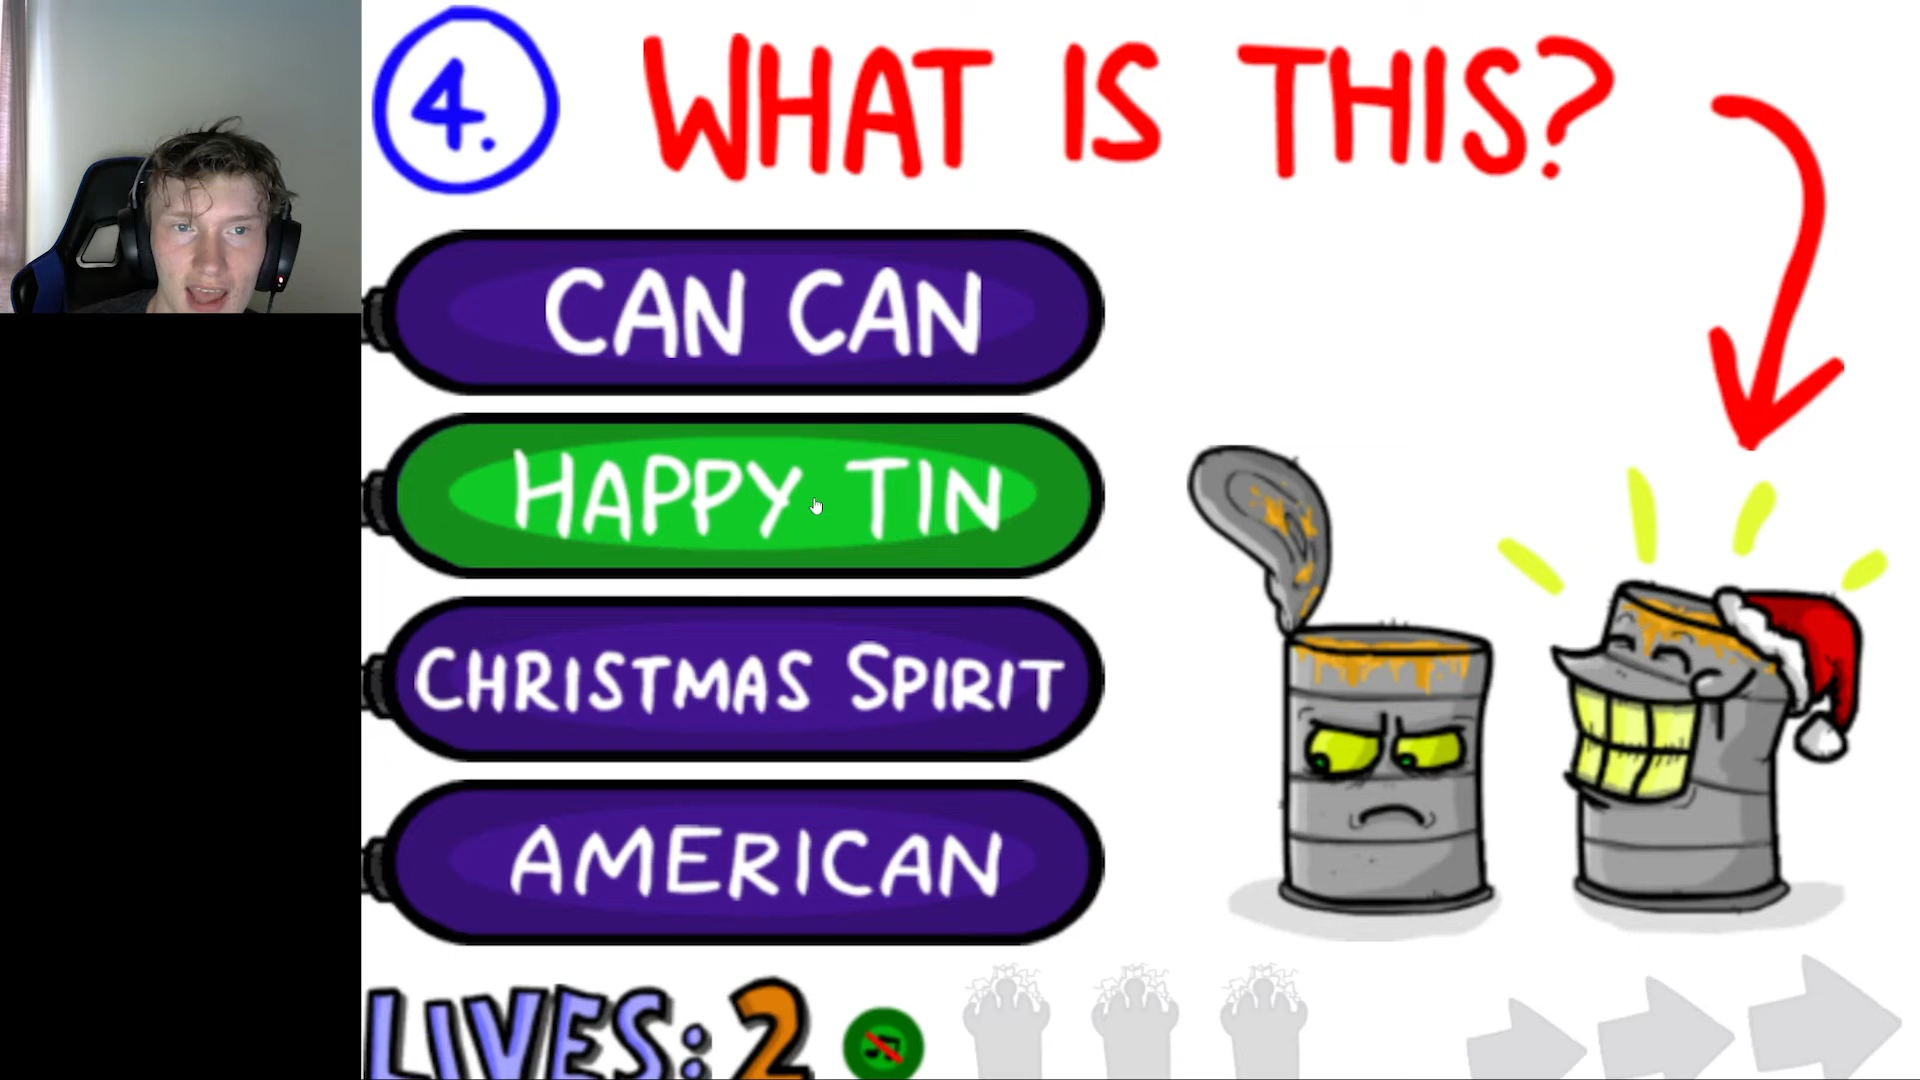 4. WHAT IS THIS?
CAN CAN
HAPPY TIN
CHRISTMAS SPIRIT
AMERICAN
LIVES: 2